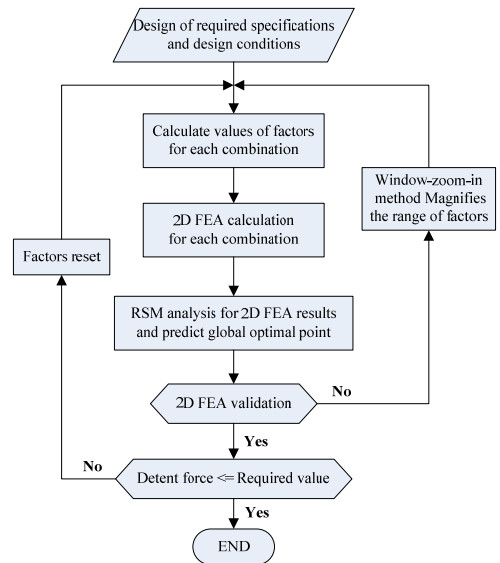 Design of required specifications
and design conditions
Calculate values of factors
for each combination
Window-zoom-in
method Magnifies
the range of factors
2D FEA calculation
for each combination
Factors reset
RSM analysis for 2D FEA results
and predict global optimal point
2D FEA validation
No
Yes
No
Detent force <= Required value
Yes
END